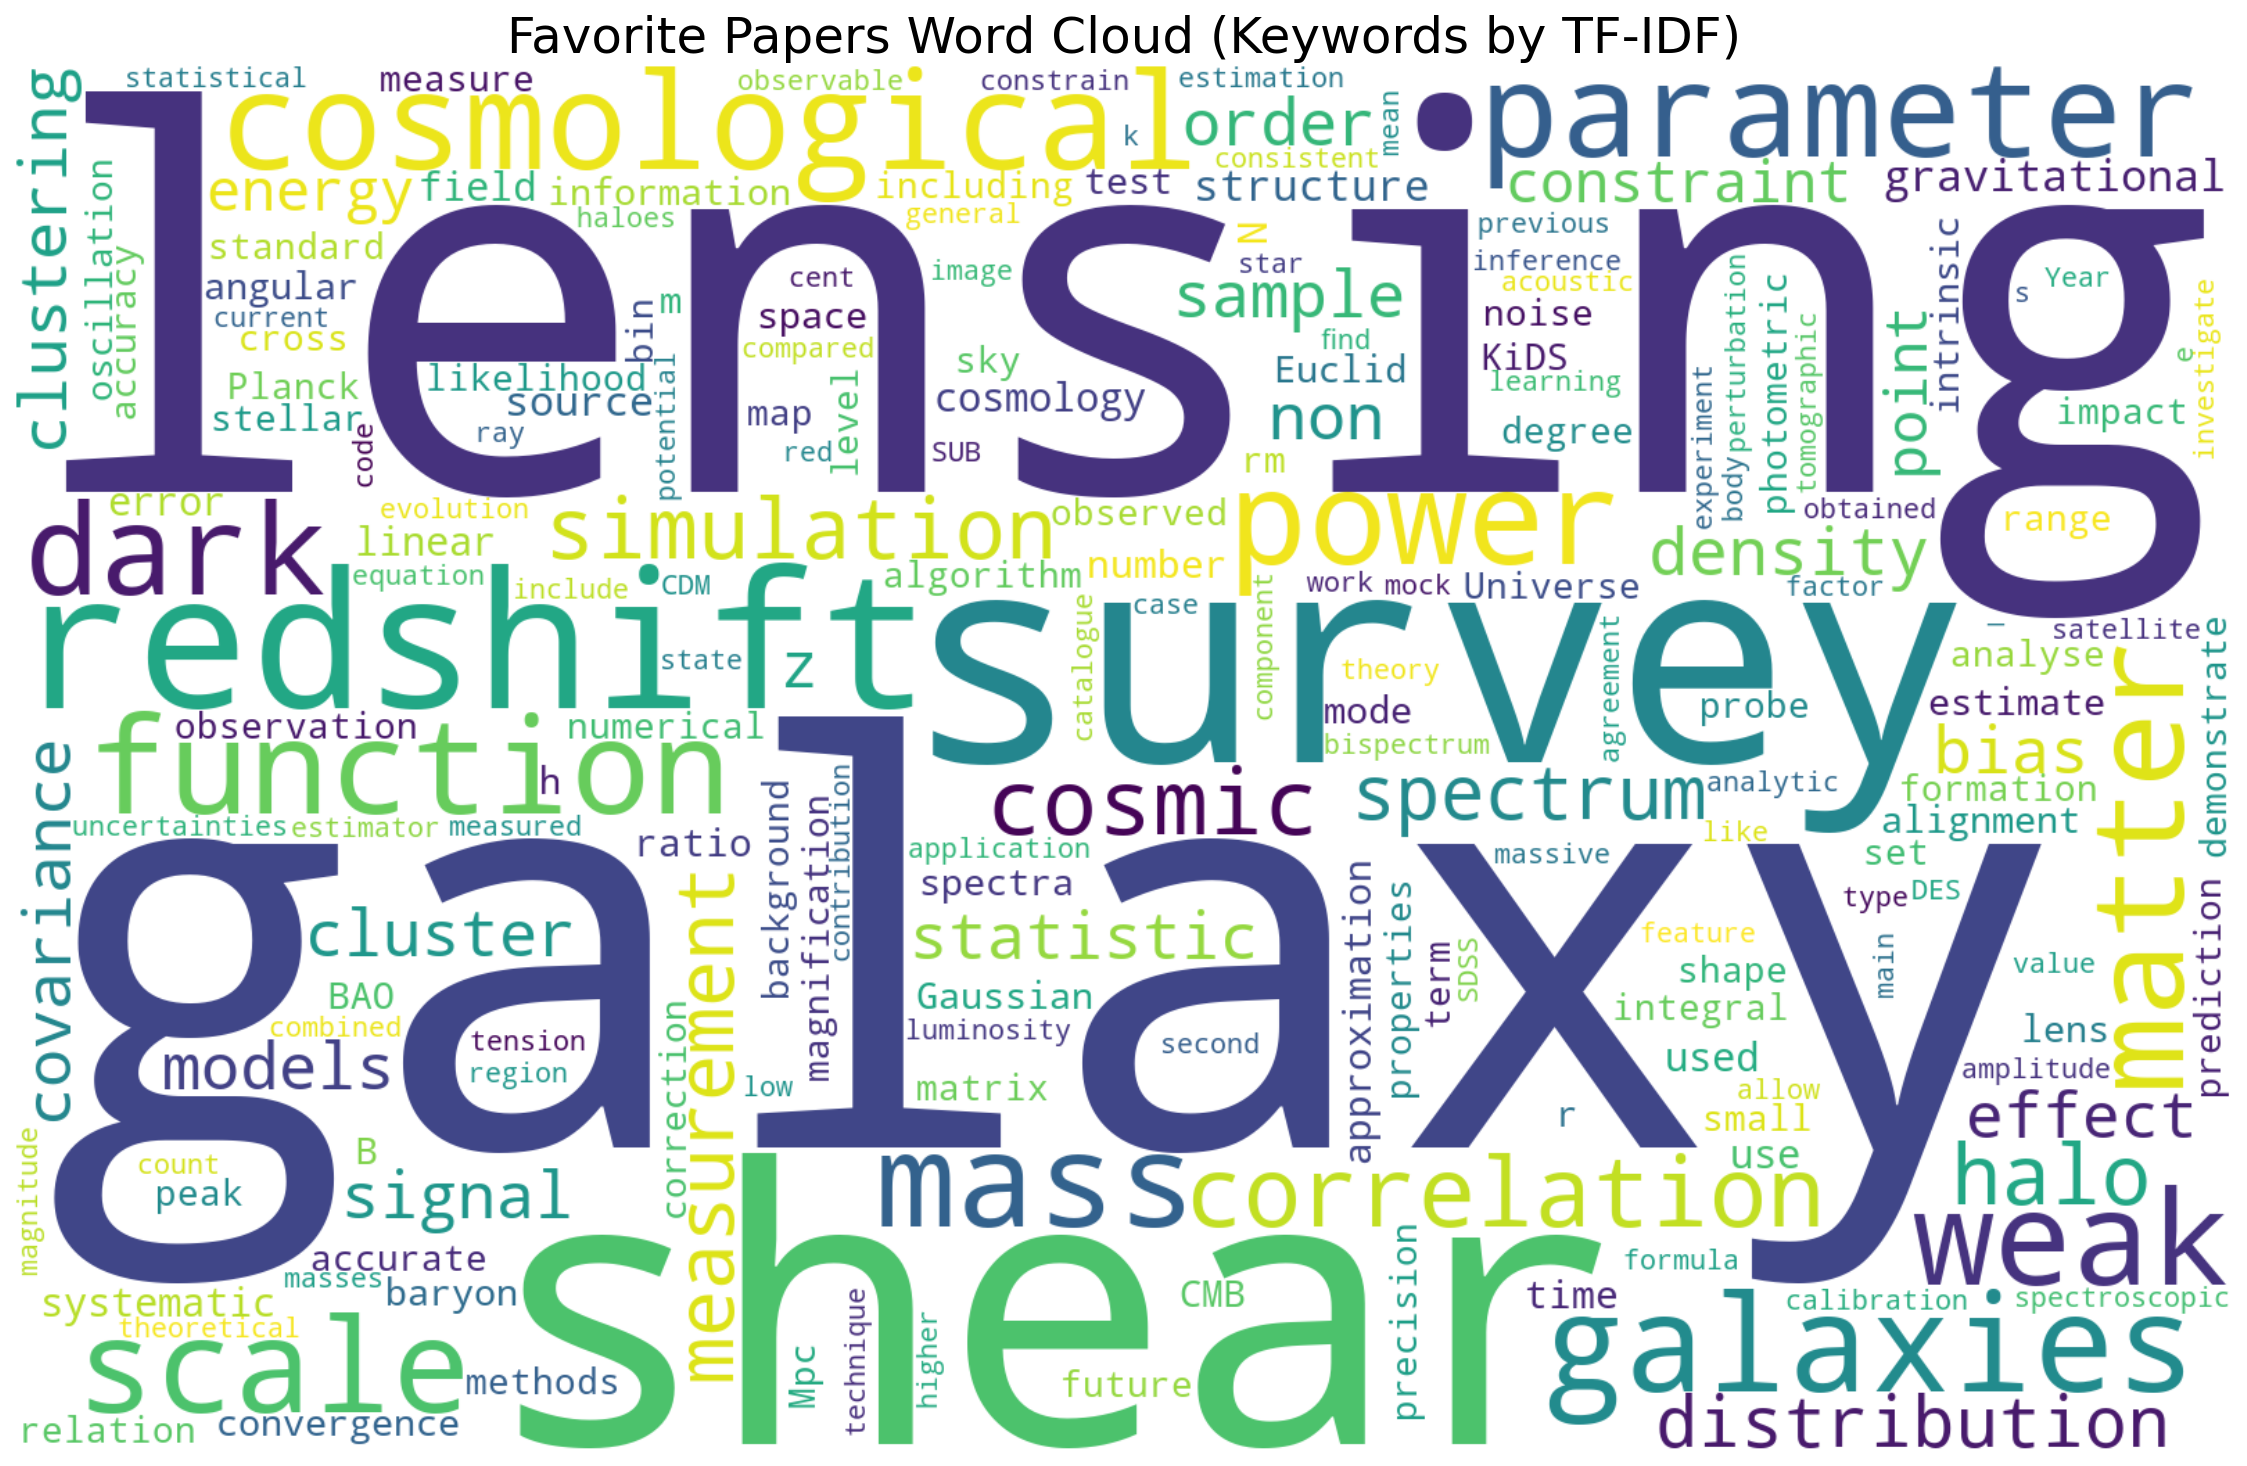 Favorite Papers Word Cloud (Keywords by TF-IDF)
clustering
statistical
measure
observable
constrain
estimation
cosmological
k
order
mean
parameter
consistent
energy
field
information
including
test
structure
constraint
gravitational
haloes
general
lensing
oscillation
accuracy
standard
angular
current
cross
Planck
stellar
likelihood
source
ray
code
bin
m
potential
cent
space
compared
map
red
level
image
sky
cosmology
SUB
N
star
sample
find
Euclid
non
rm
previous
inference
acoustic
noise
KiDS
learning
degree
experiment
body
perturbation
photometric
tomographic
point
intrinsic
s
Year
e
investigate
impact
dark
error
evolution
linear
equation
simulation
include
CDM
observed
algorithm
number
power
obtained
range
density
work
mock
Universe
factor
redshift
state
z
survey
case
catalogue
component
theory
mode
bispectrum
agreement
probe
–
satellite
analyse
estimate
matter
demonstrate
function
observation
numerical
h
cosmic
spectrum
analytic
bias
formation
alignment
covariance
uncertainties
estimator
measured
ratio
background
magnification
contribution
application
spectra
like
massive
set
type
DES
galaxy
cluster
statistic
approximation
properties
term
SDSS
feature
shape
integral
main
value
prediction
BAO
combined
tension
region
models
correction
measurement
Gaussian
luminosity
second
low
matrix
used
lens
amplitude
allow
small
use
r
effect
magnitude
count
peak
B
signal
mass
correlation
halo
weak
accurate
masses
baryon
systematic
theoretical
shear
CMB
precision
formula
time
calibration
spectroscopic
scale
methods
Mpc
technique
higher
future
galaxies
relation
convergence
distribution